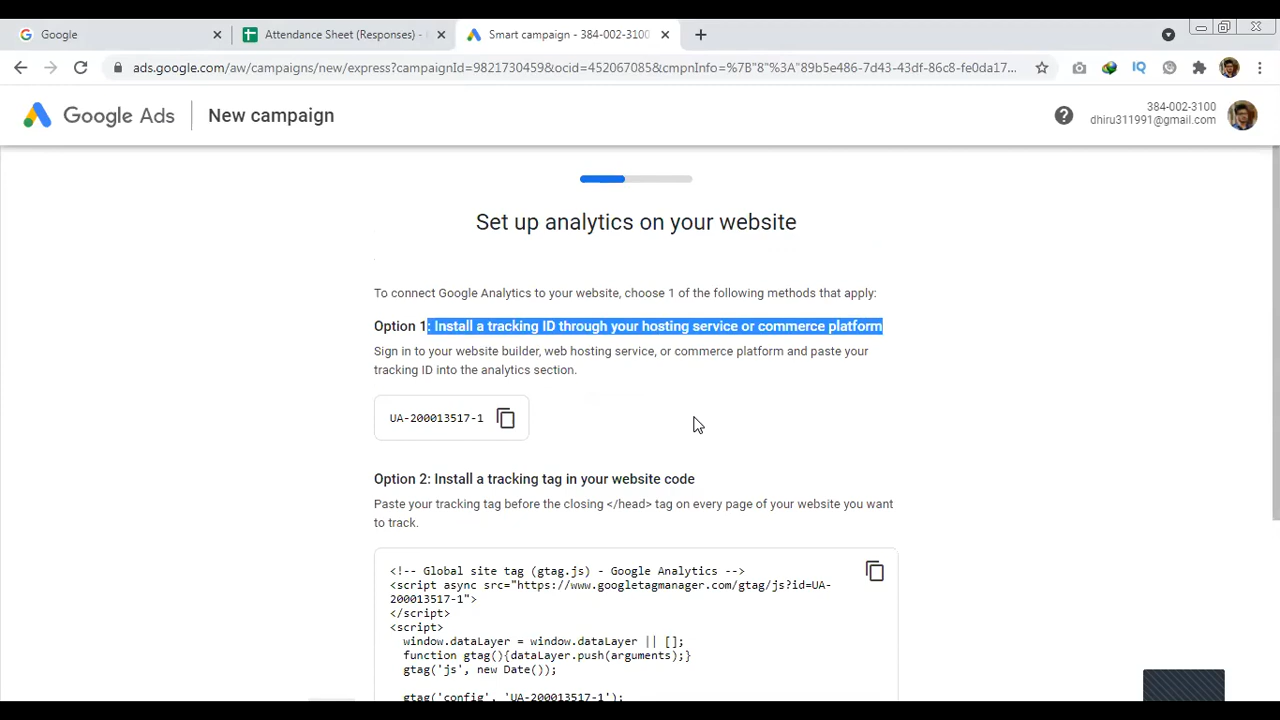 Google
Attendance Sheet (Responses) - G
Smart campaign - 384-002-3100
ads.google.com/aw/campaigns/new/express?campaignId=9821730459&ocid=452067085&cmpnInfo=%7B"8"%3A"89b5e486-7d43-43df-86c8-fe0da17...
IQ
Google Ads
New campaign
384-002-3100
dhiru311991@gmail.com
Set up analytics on your website
To connect Google Analytics to your website, choose 1 of the following methods that apply:
Option 1: Install a tracking ID through your hosting service or commerce platform
Sign in to your website builder, web hosting service, or commerce platform and paste your
tracking ID into the analytics section.
UA-200013517-1
Option 2: Install a tracking tag in your website code
Paste your tracking tag before the closing </head> tag on every page of your website you want
to track.
<!-- Global site tag (gtag.js) - Google Analytics -->
<script async src="https://www.googletagmanager.com/gtag/js?id=UA-
200013517-1">
</script>
<script>
window.dataLayer = window.dataLayer || [];
function gtag(){dataLayer.push(arguments);}
gtag('js', new Date());
gtag('config', 'UA-200013517-1');